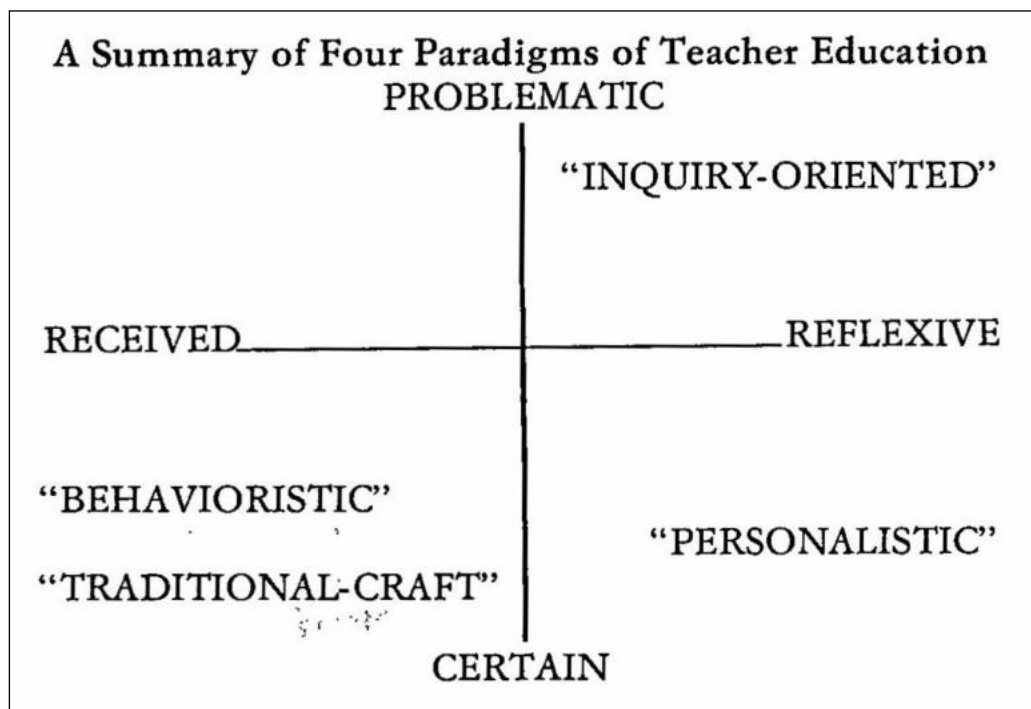 A Summary of Four Paradigms of Teacher Education
PROBLEMATIC
“INQUIRY-ORIENTED”
RECEIVED REFLEXIVE
“BEHAVIORISTIC”
“PERSONALISTIC”
“TRADITIONAL-CRAFT”
CERTAIN